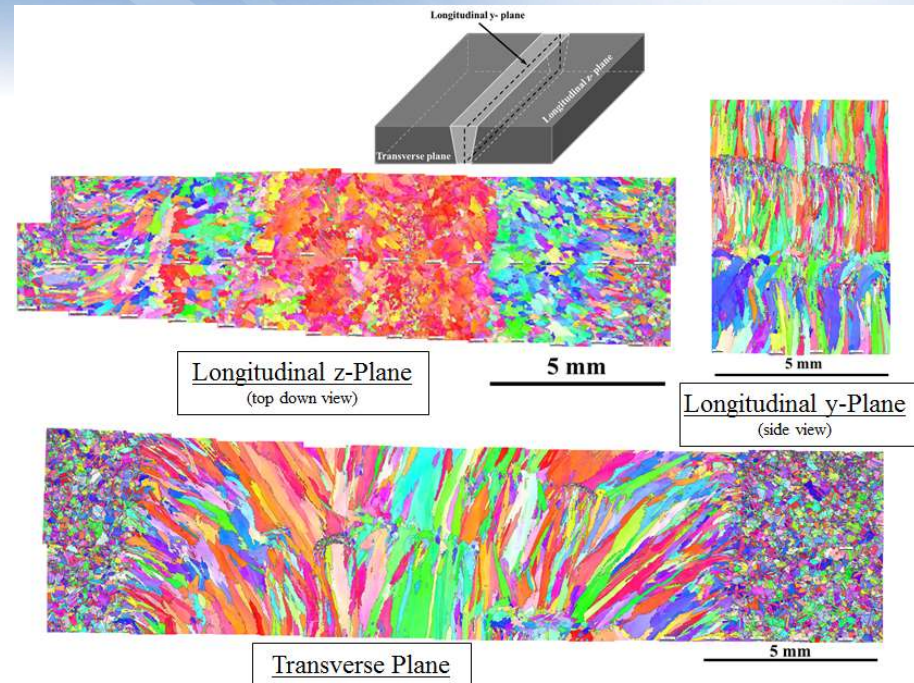 Longitudinal y-plane
Longitudinal z- plane
Transverse plane
5 mm
Longitudinal z-Plane
(top down view)
5 mm
Longitudinal y-Plane
(side view)
5 mm
Transverse Plane